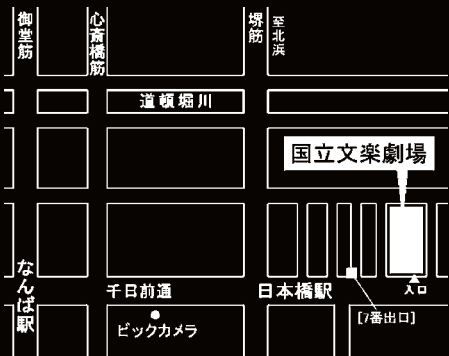 御堂筋
心斎橋筋
堺筋
至北浜
道頓堀川
国立文楽劇場
なんば駅
千日前通
日本橋駅
入口
ビックカメラ
[7番出口]